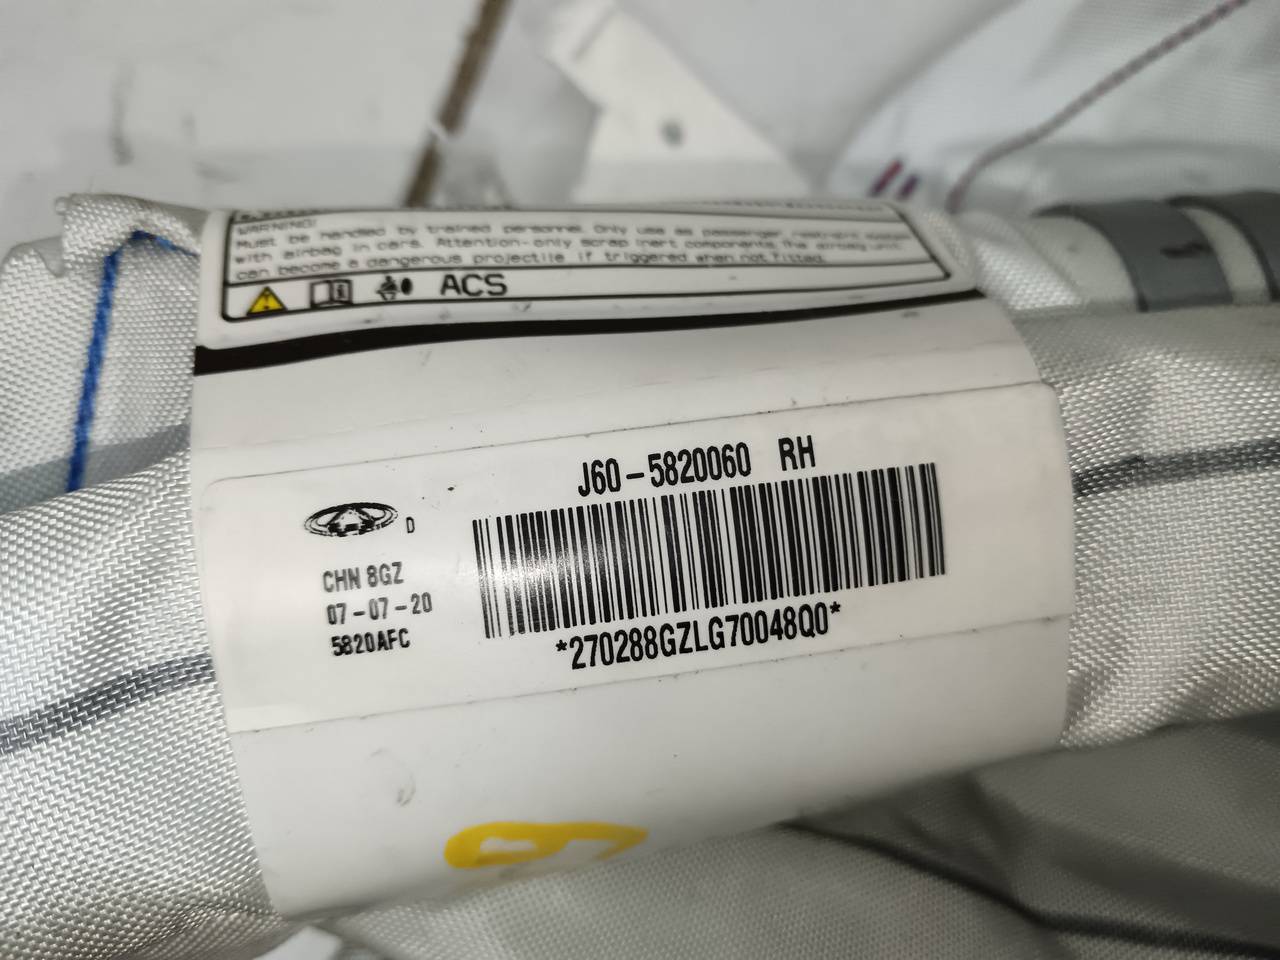 WARNING!
Must be handled by trained personnel. Only use as passenger restraint system
with airbag in cars. Attention-only scrap inert components. The airbag unit
can become a dangerous projectile if triggered when not fitted.
ACS
J60-5820060 RH
D
CHN 8GZ
07-07-20
5820AFC
*270288GZLG70048Q0*